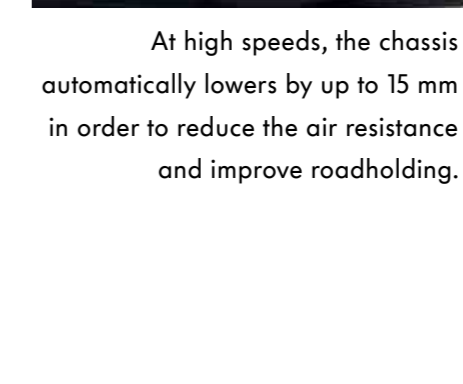 At high speeds, the chassis
automatically lowers by up to 15 mm
in order to reduce the air resistance
and improve roadholding.